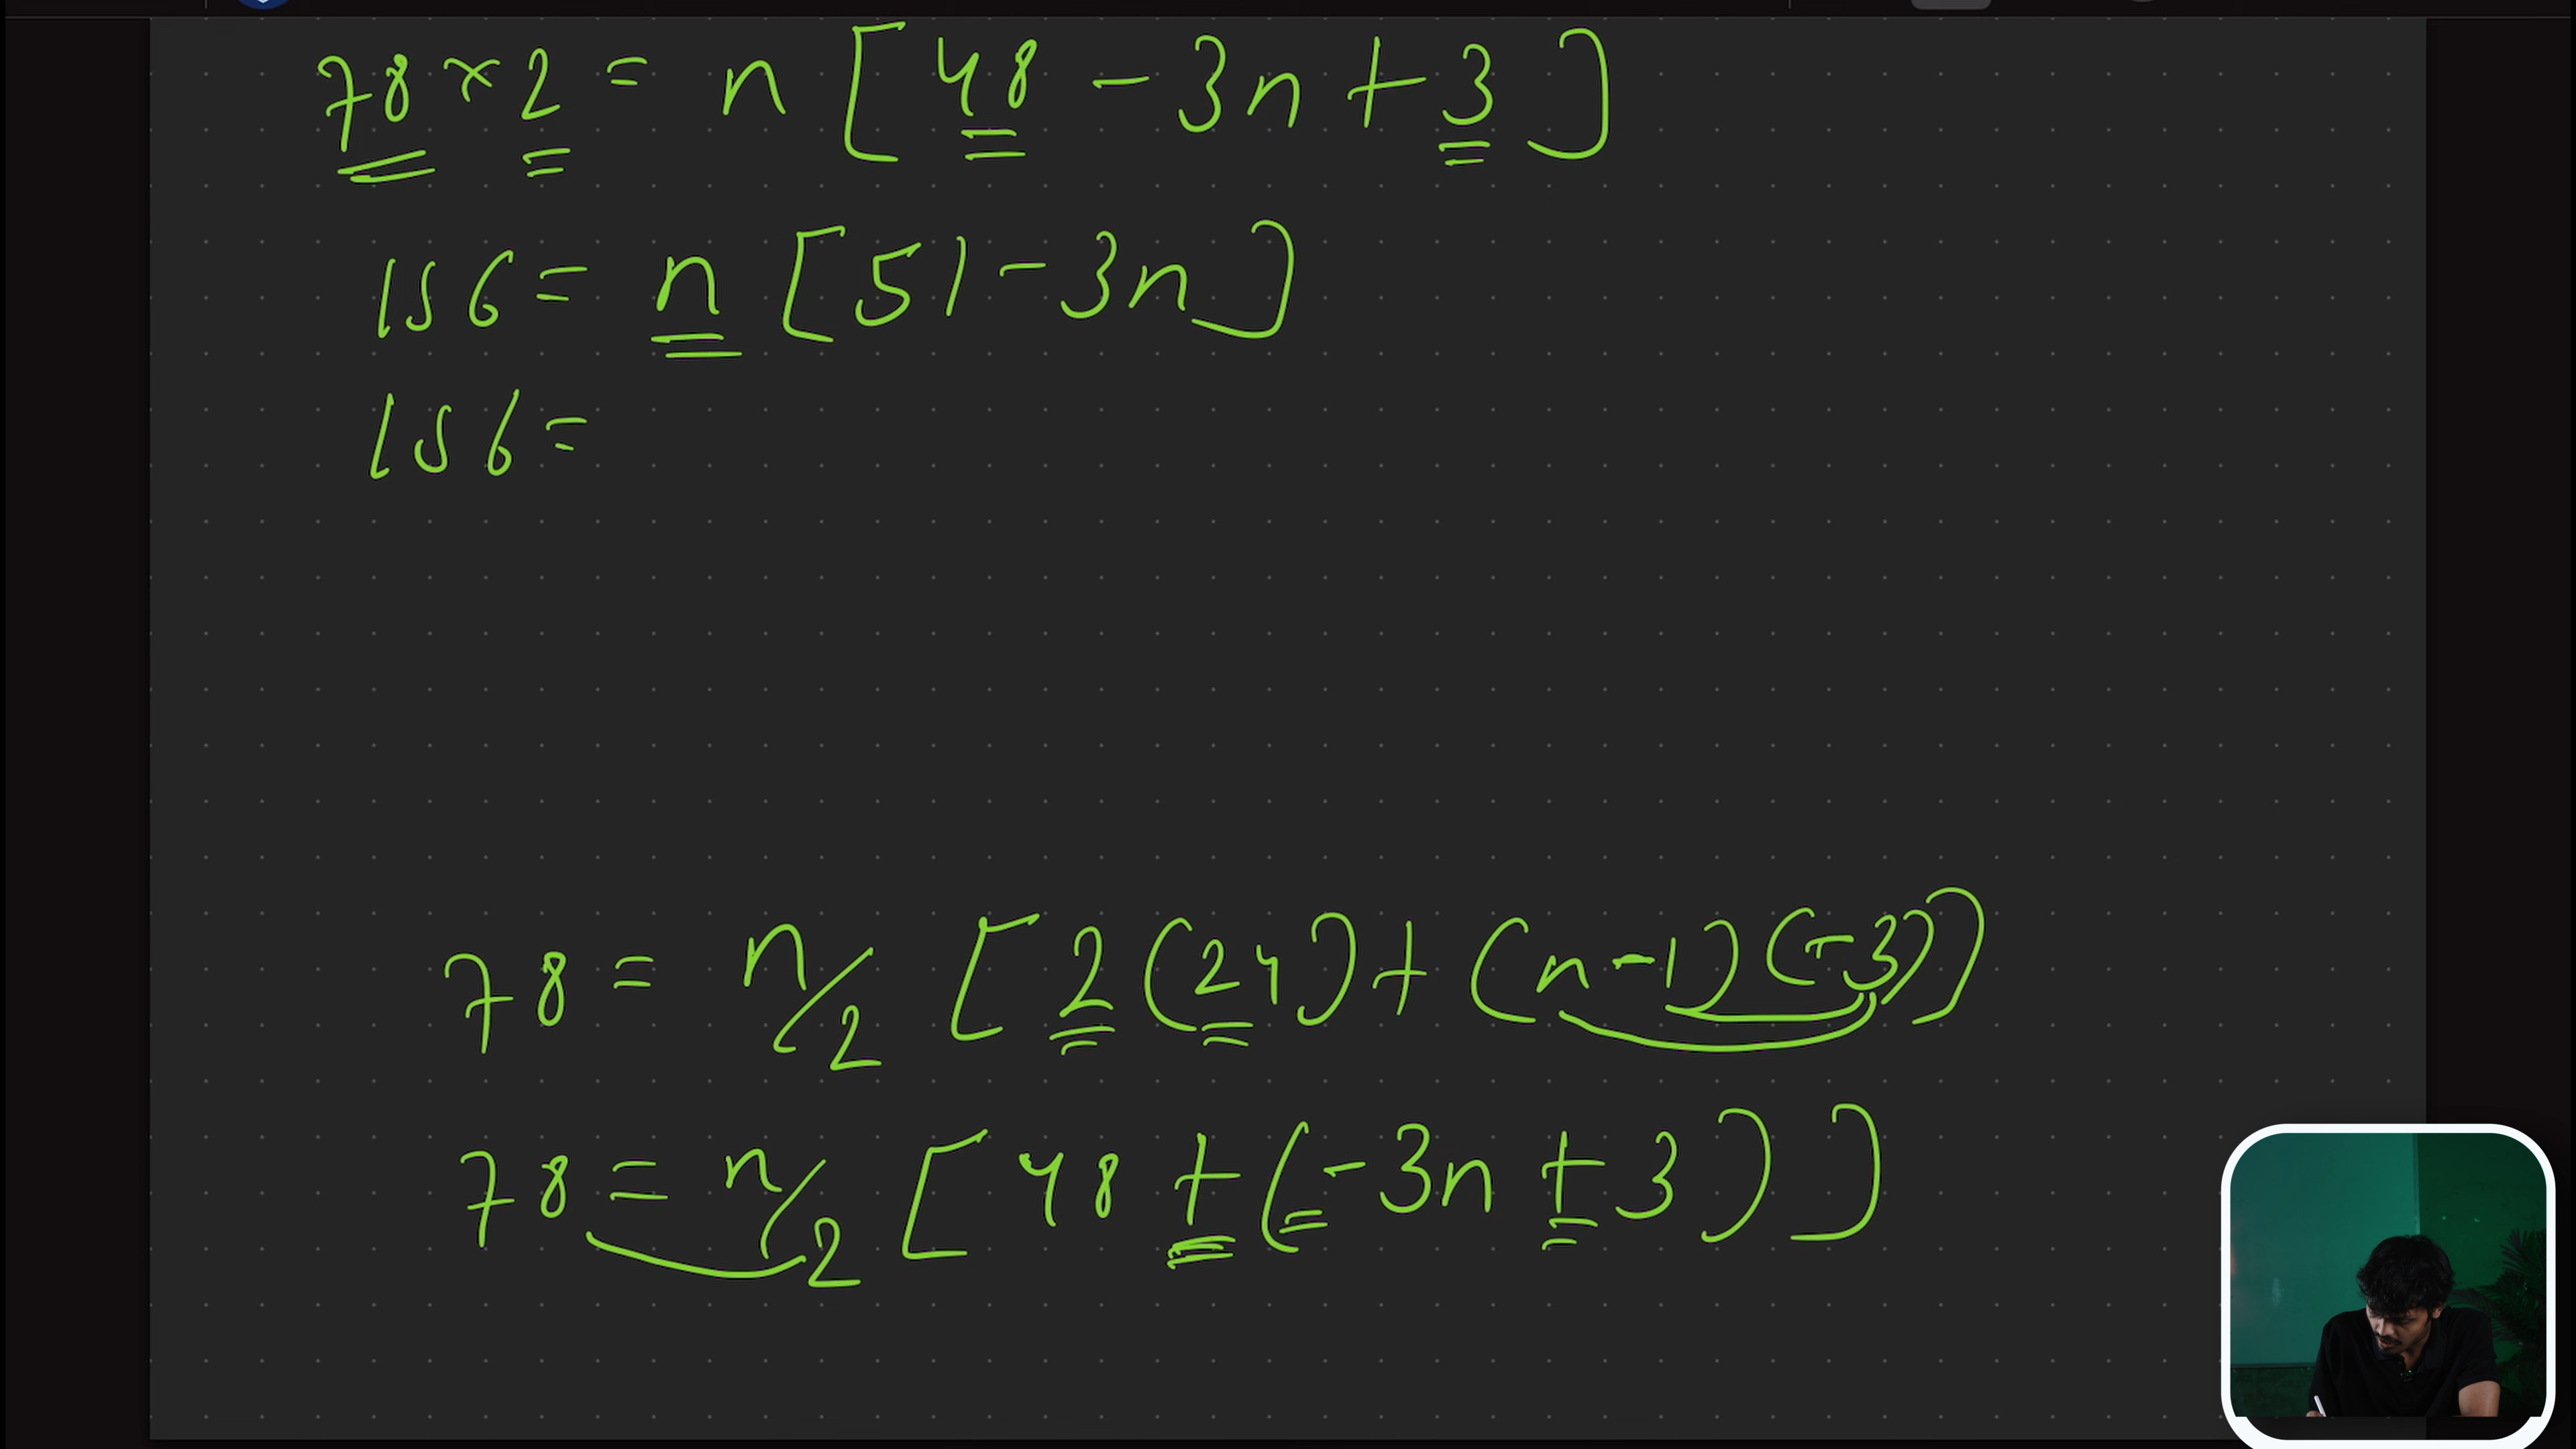 78 × 2 = n [ 48 - 3n + 3 ]
156 = n [ 51 - 3n ]
156 =
78 = n/2 [ 2 (24) + (n-1) (-3) ) ]
78 = n/2 [ 48 + ( -3n + 3 ) ]